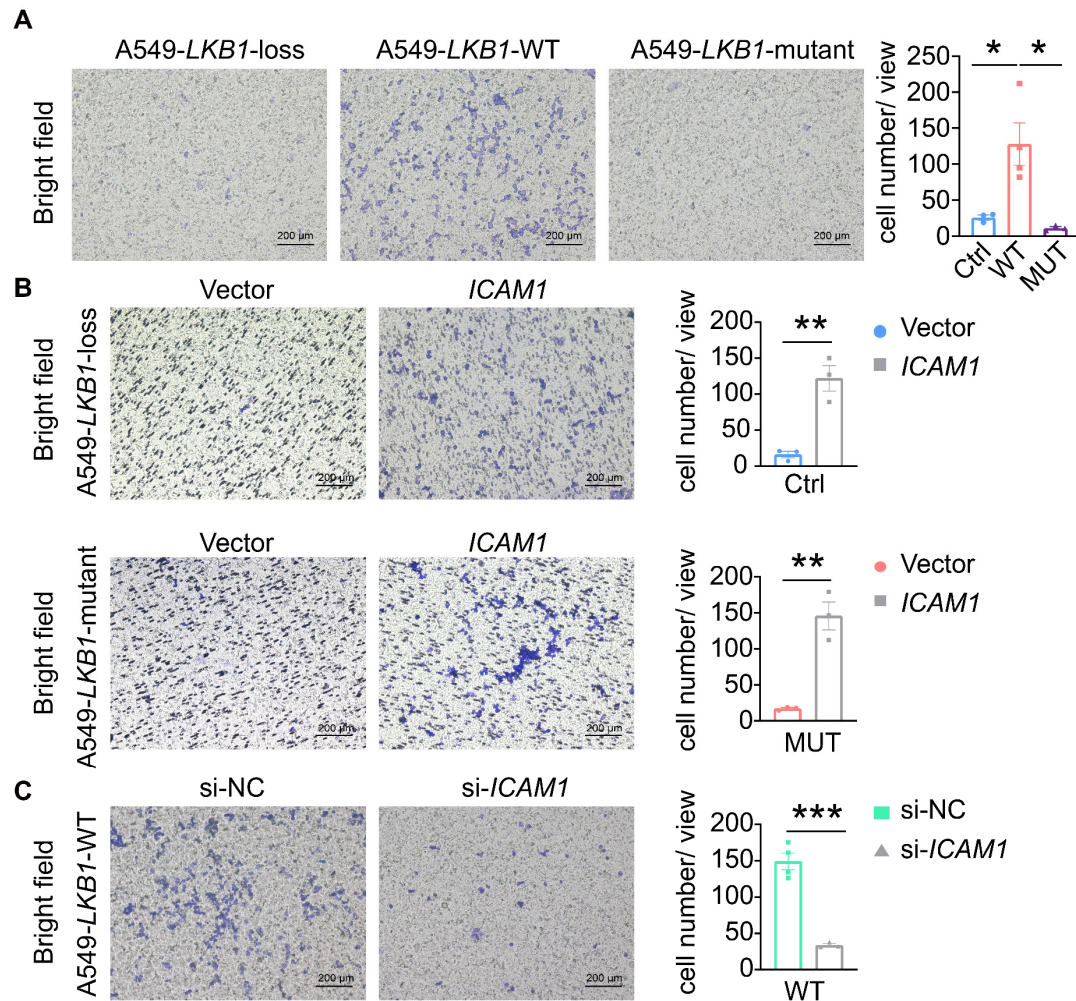 A
A549-LKB1-loss
A549-LKB1-WT
A549-LKB1-mutant
Bright field
200 µm
200 µm
200 µm
cell number/ view
250
200
150
100
50
0
* *
Ctrl
WT
MUT
B
Vector
ICAM1
Bright field
A549-LKB1-loss
200 µm
200 µm
cell number/ view
200
150
100
50
0
**
Ctrl
Vector
ICAM1
Vector
ICAM1
Bright field
A549-LKB1-mutant
200 µm
200 µm
cell number/ view
200
150
100
50
0
**
MUT
Vector
ICAM1
C
si-NC
si-ICAM1
Bright field
A549-LKB1-WT
200 µm
200 µm
cell number/ view
200
150
100
50
0
***
WT
si-NC
si-ICAM1